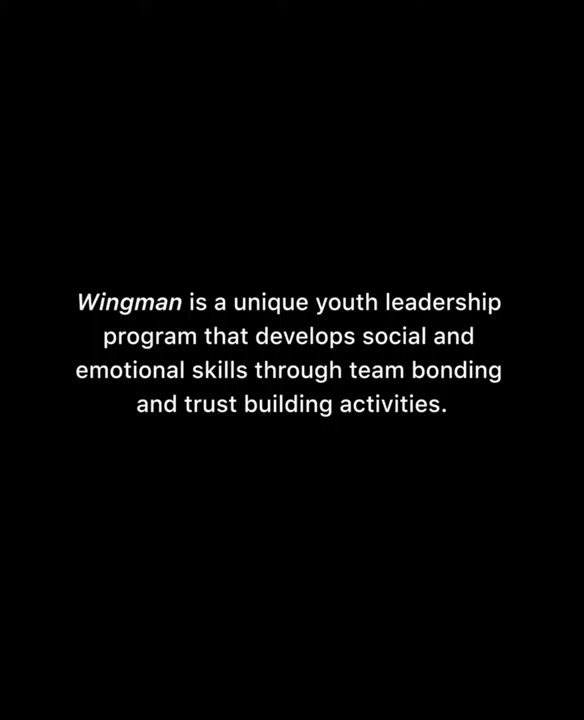 Wingman is a unique youth leadership
program that develops social and
emotional skills through team bonding
and trust building activities.